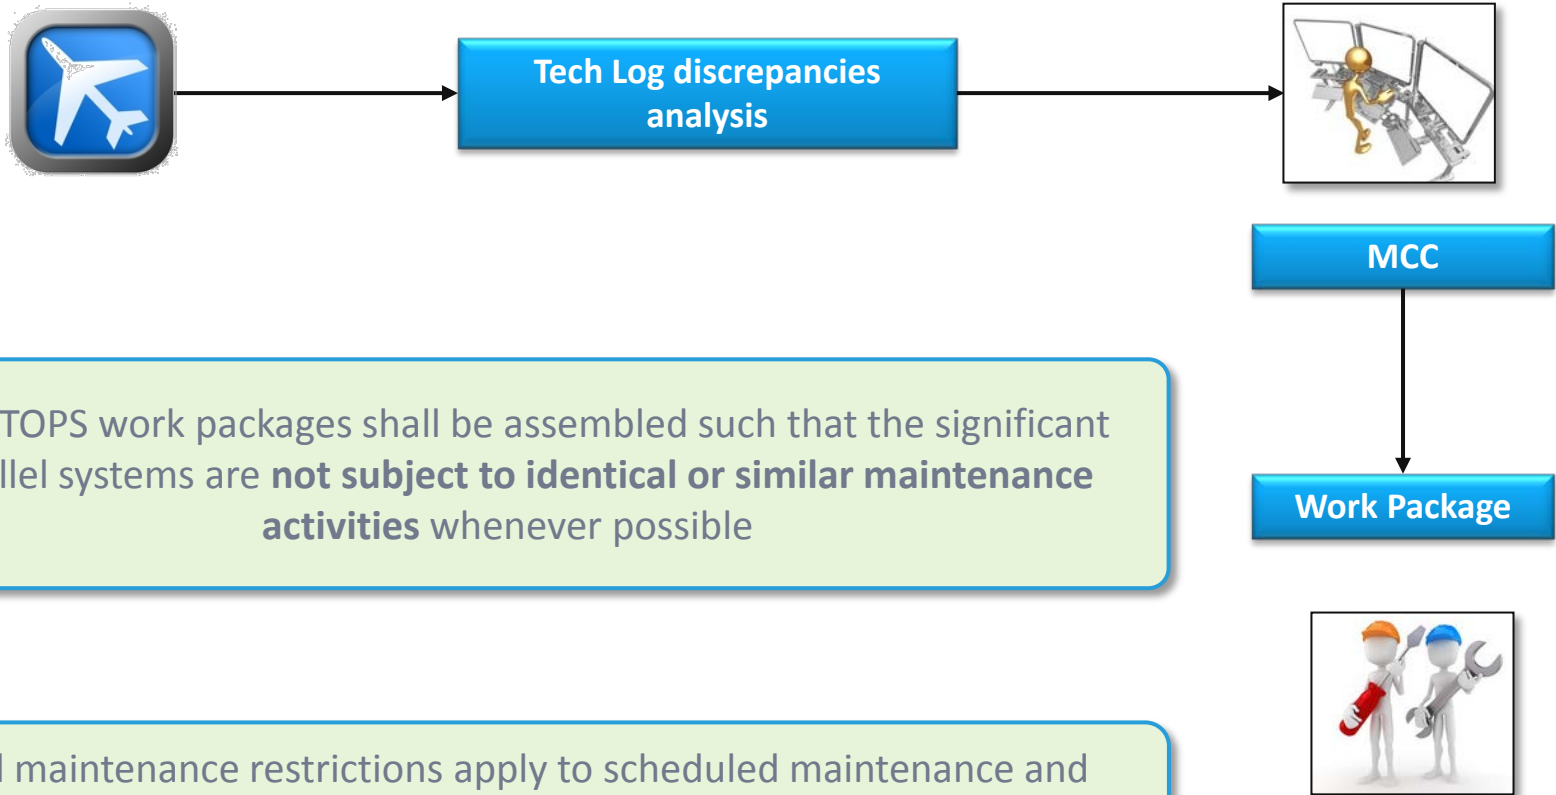 Tech Log discrepancies
analysis
MCC
TOPS work packages shall be assembled such that the significant
llel systems are not subject to identical or similar maintenance
activities whenever possible
Work Package
maintenance restrictions apply to scheduled maintenance and